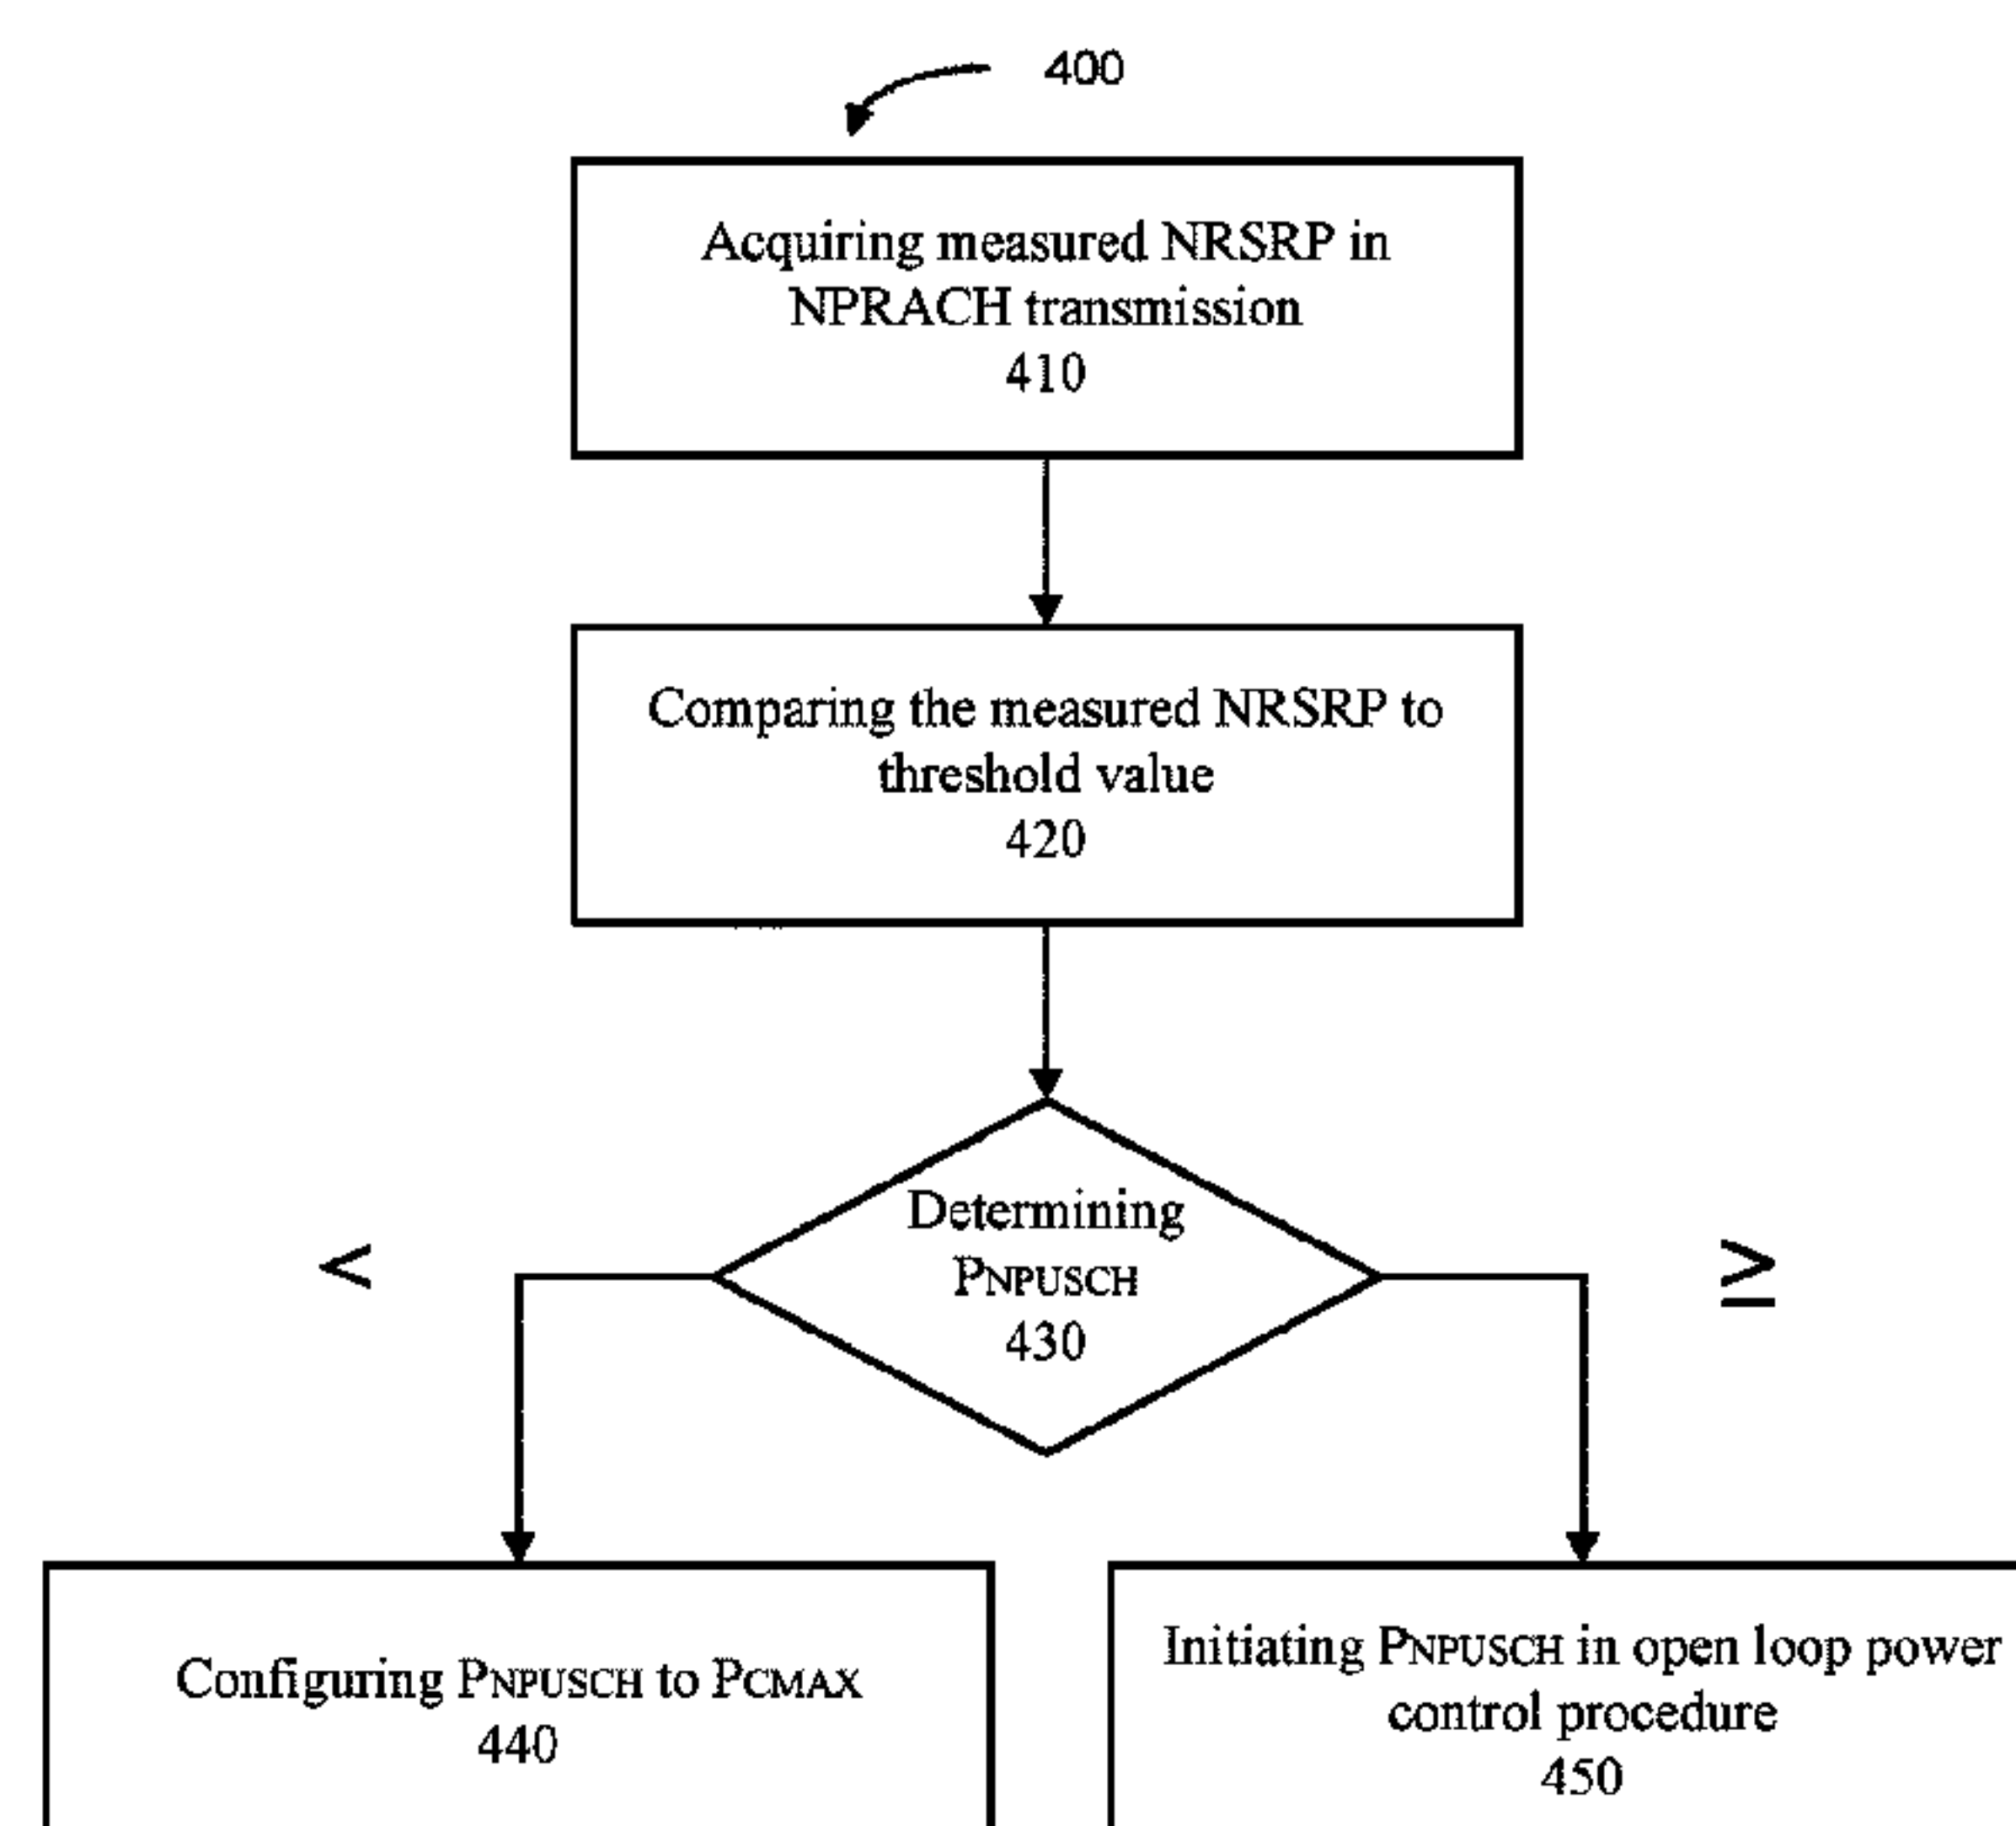 400
Acquiring measured NRSRP in
NPRACH transmission
410
Comparing the measured NRSRP to
threshold value
420
Determining
PNPUSCH
430
<
≥
Configuring PNPUSCH to PCMAX
440
Initiating PNPUSCH in open loop power
control procedure
450